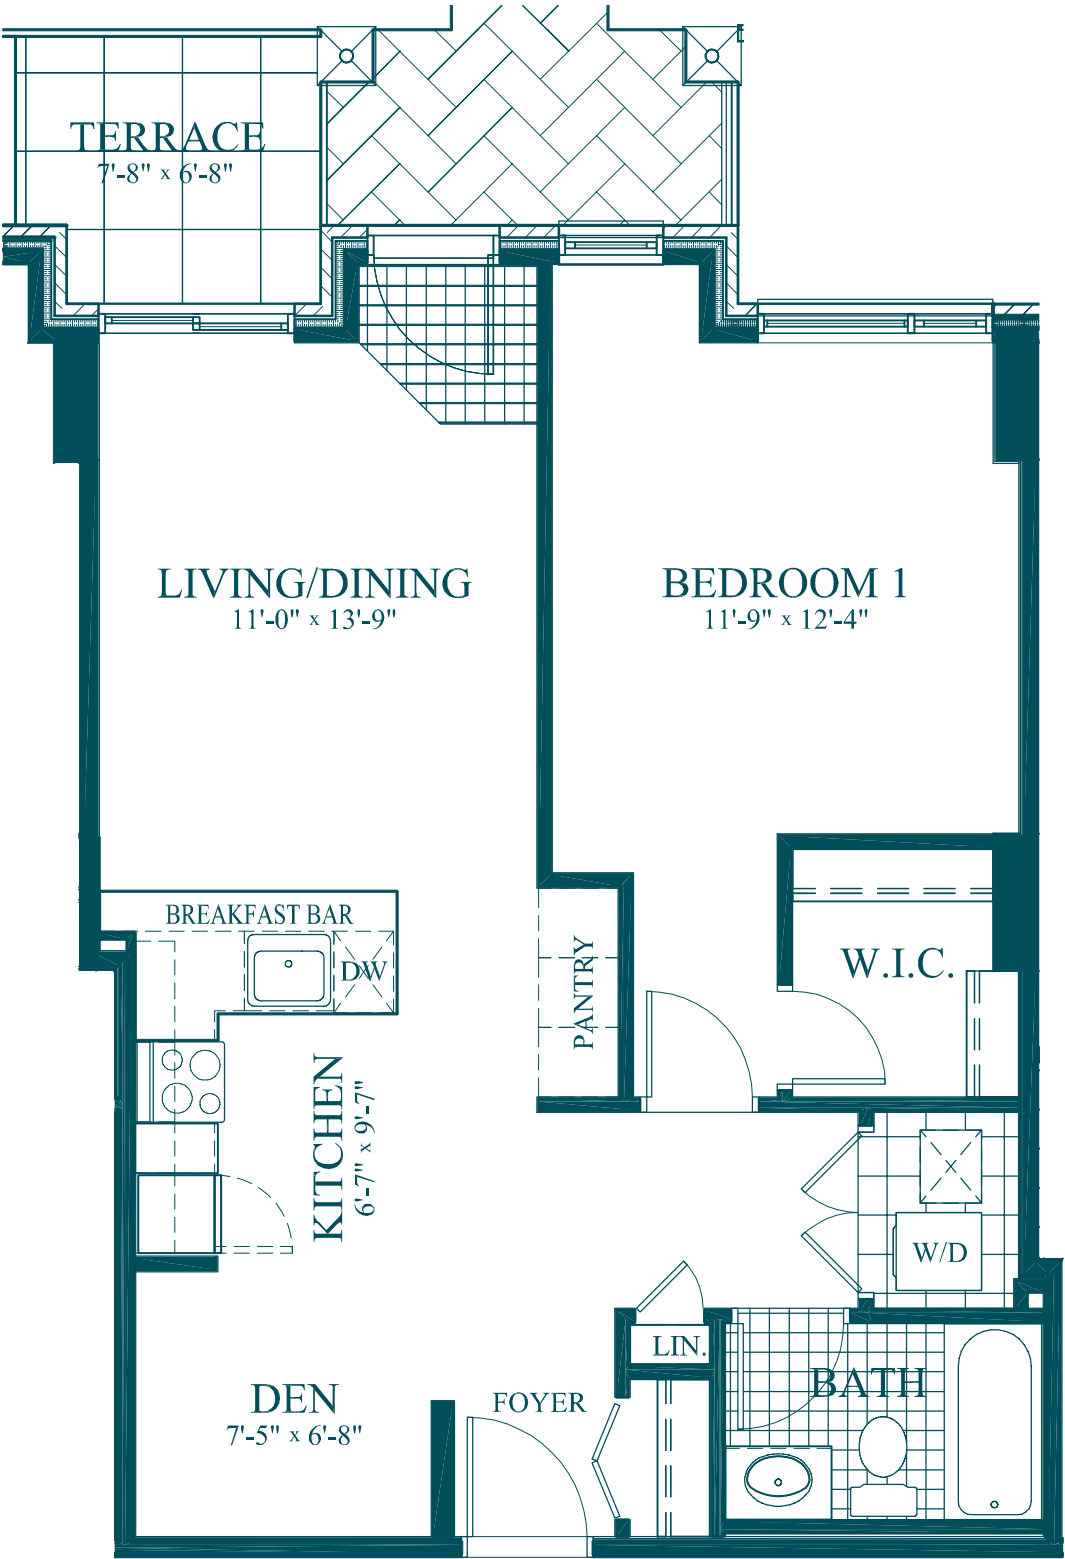 TERRACE
7'-8" x 6'-8"
LIVING/DINING
11'-0" x 13'-9"
BEDROOM 1
11'-9" x 12'-4"
BREAKFAST BAR
DW
PANTRY
W.I.C.
KITCHEN
6'-7" x 9'-7"
W/D
LIN.
BATH
DEN
7'-5" x 6'-8"
FOYER